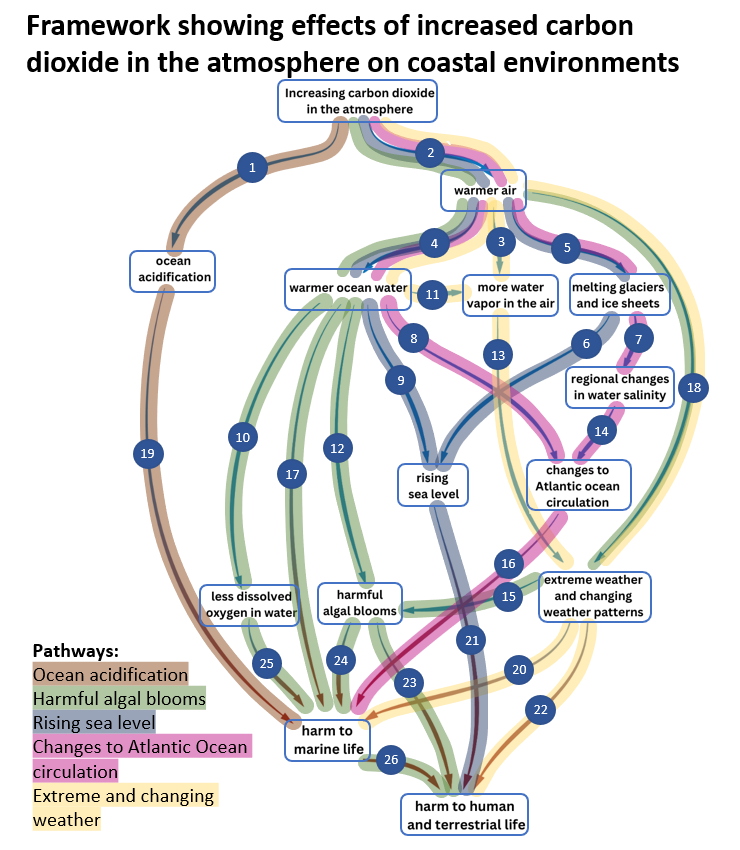 Framework showing effects of increased carbon
dioxide in the atmosphere on coastal environments
Increasing carbon dioxide
in the atmosphere
2
1
warmer air
4
3
5
ocean
acidification
warmer ocean water
11
more water
vapor in the air
melting glaciers
and ice sheets
8
6
7
13
9
regional changes
in water salinity
18
10
12
14
19
17
rising
sea level
changes to
Atlantic ocean
circulation
16
15
less dissolved
oxygen in water
harmful
algal blooms
extreme weather
and changing
weather patterns
21
25
24
20
23
22
Pathways:
Ocean acidification
Harmful algal blooms
Rising sea level
Changes to Atlantic Ocean
circulation
Extreme and changing
weather
harm to
marine life
26
harm to human
and terrestrial life